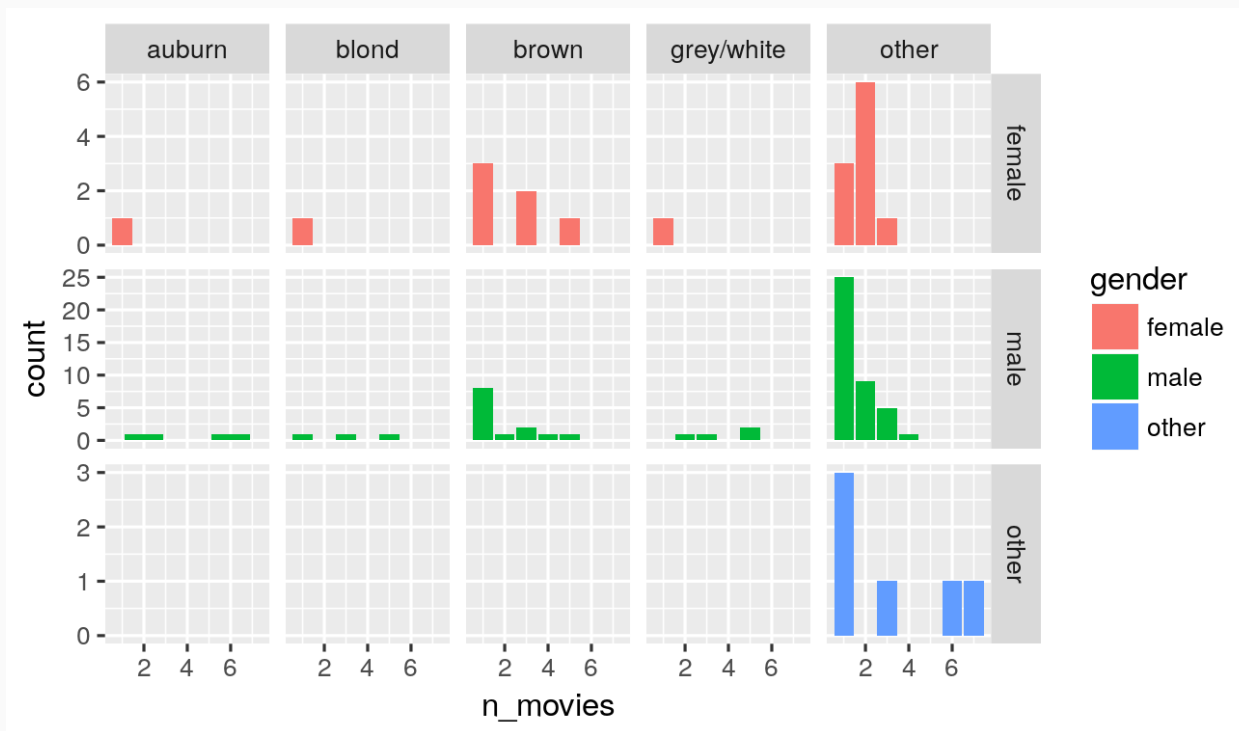 auburn blond brown grey/white other
6
4
2
0
female
25
20
15
10
5
0
male
3
2
1
0
other
2 4 6 2 4 6 2 4 6 2 4 6 2 4 6
n_movies
count
gender
female
male
other